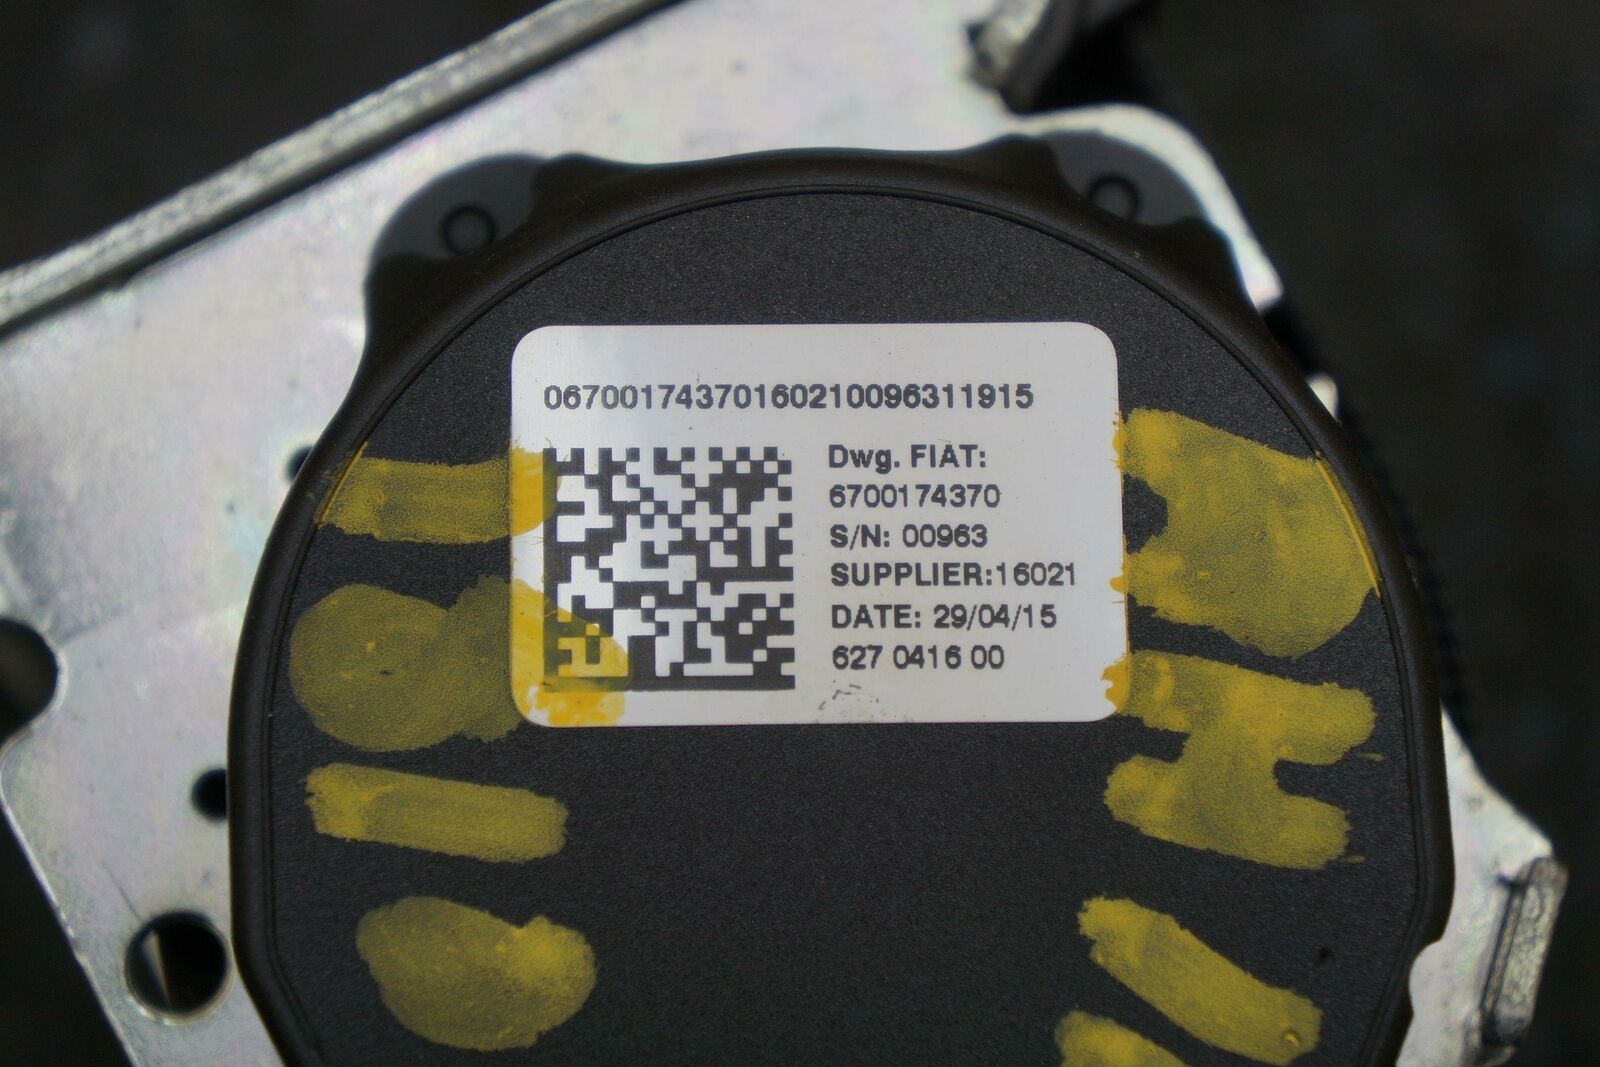 06700174370160210096311915
Dwg. FIAT:
6700174370
S/N: 00963
SUPPLIER:16021
DATE: 29/04/15
627 0416 00